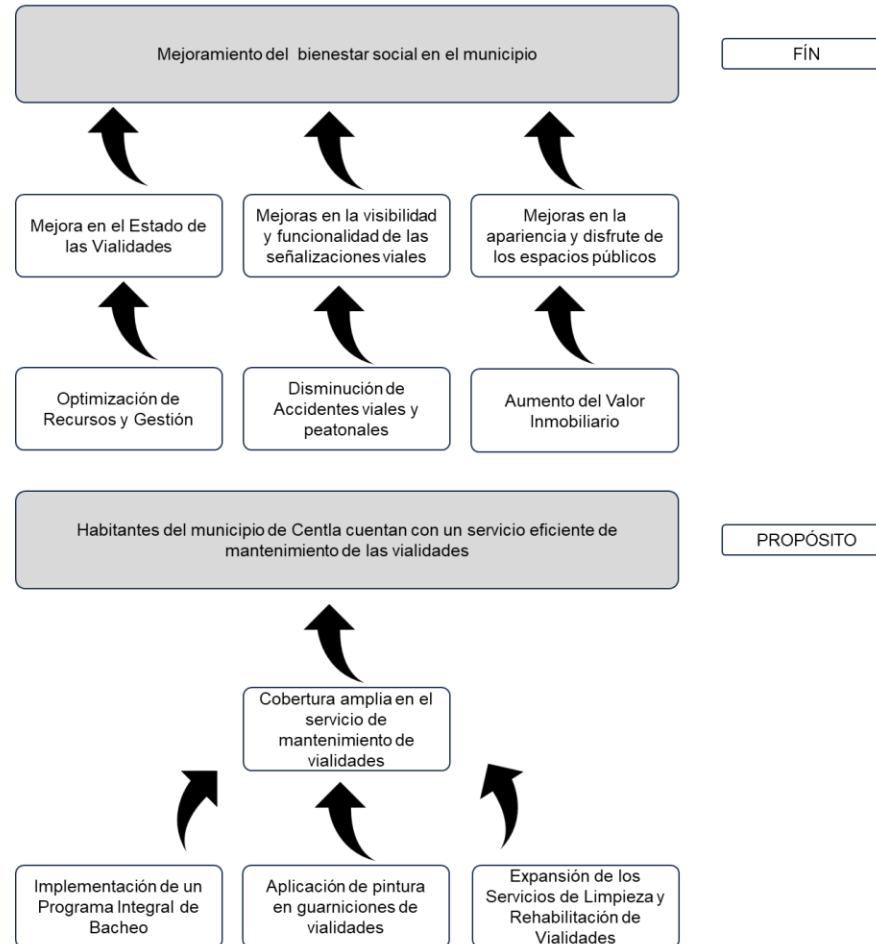 Mejoramiento del bienestar social en el municipio
FÍN
Mejora en el Estado de
las Vialidades
Mejoras en la visibilidad
y funcionalidad de las
señalizaciones viales
Mejoras en la
apariencia y disfrute de
los espacios públicos
Optimización de
Recursos y Gestión
Disminución de
Accidentes viales y
peatonales
Aumento del Valor
Inmobiliario
Habitantes del municipio de Centla cuentan con un servicio eficiente de
mantenimiento de las vialidades
PROPÓSITO
Cobertura amplia en el
servicio de
mantenimiento de
vialidades
Implementación de un
Programa Integral de
Bacheo
Aplicación de pintura
en guarniciones de
vialidades
Expansión de los
Servicios de Limpieza y
Rehabilitación de
Vialidades